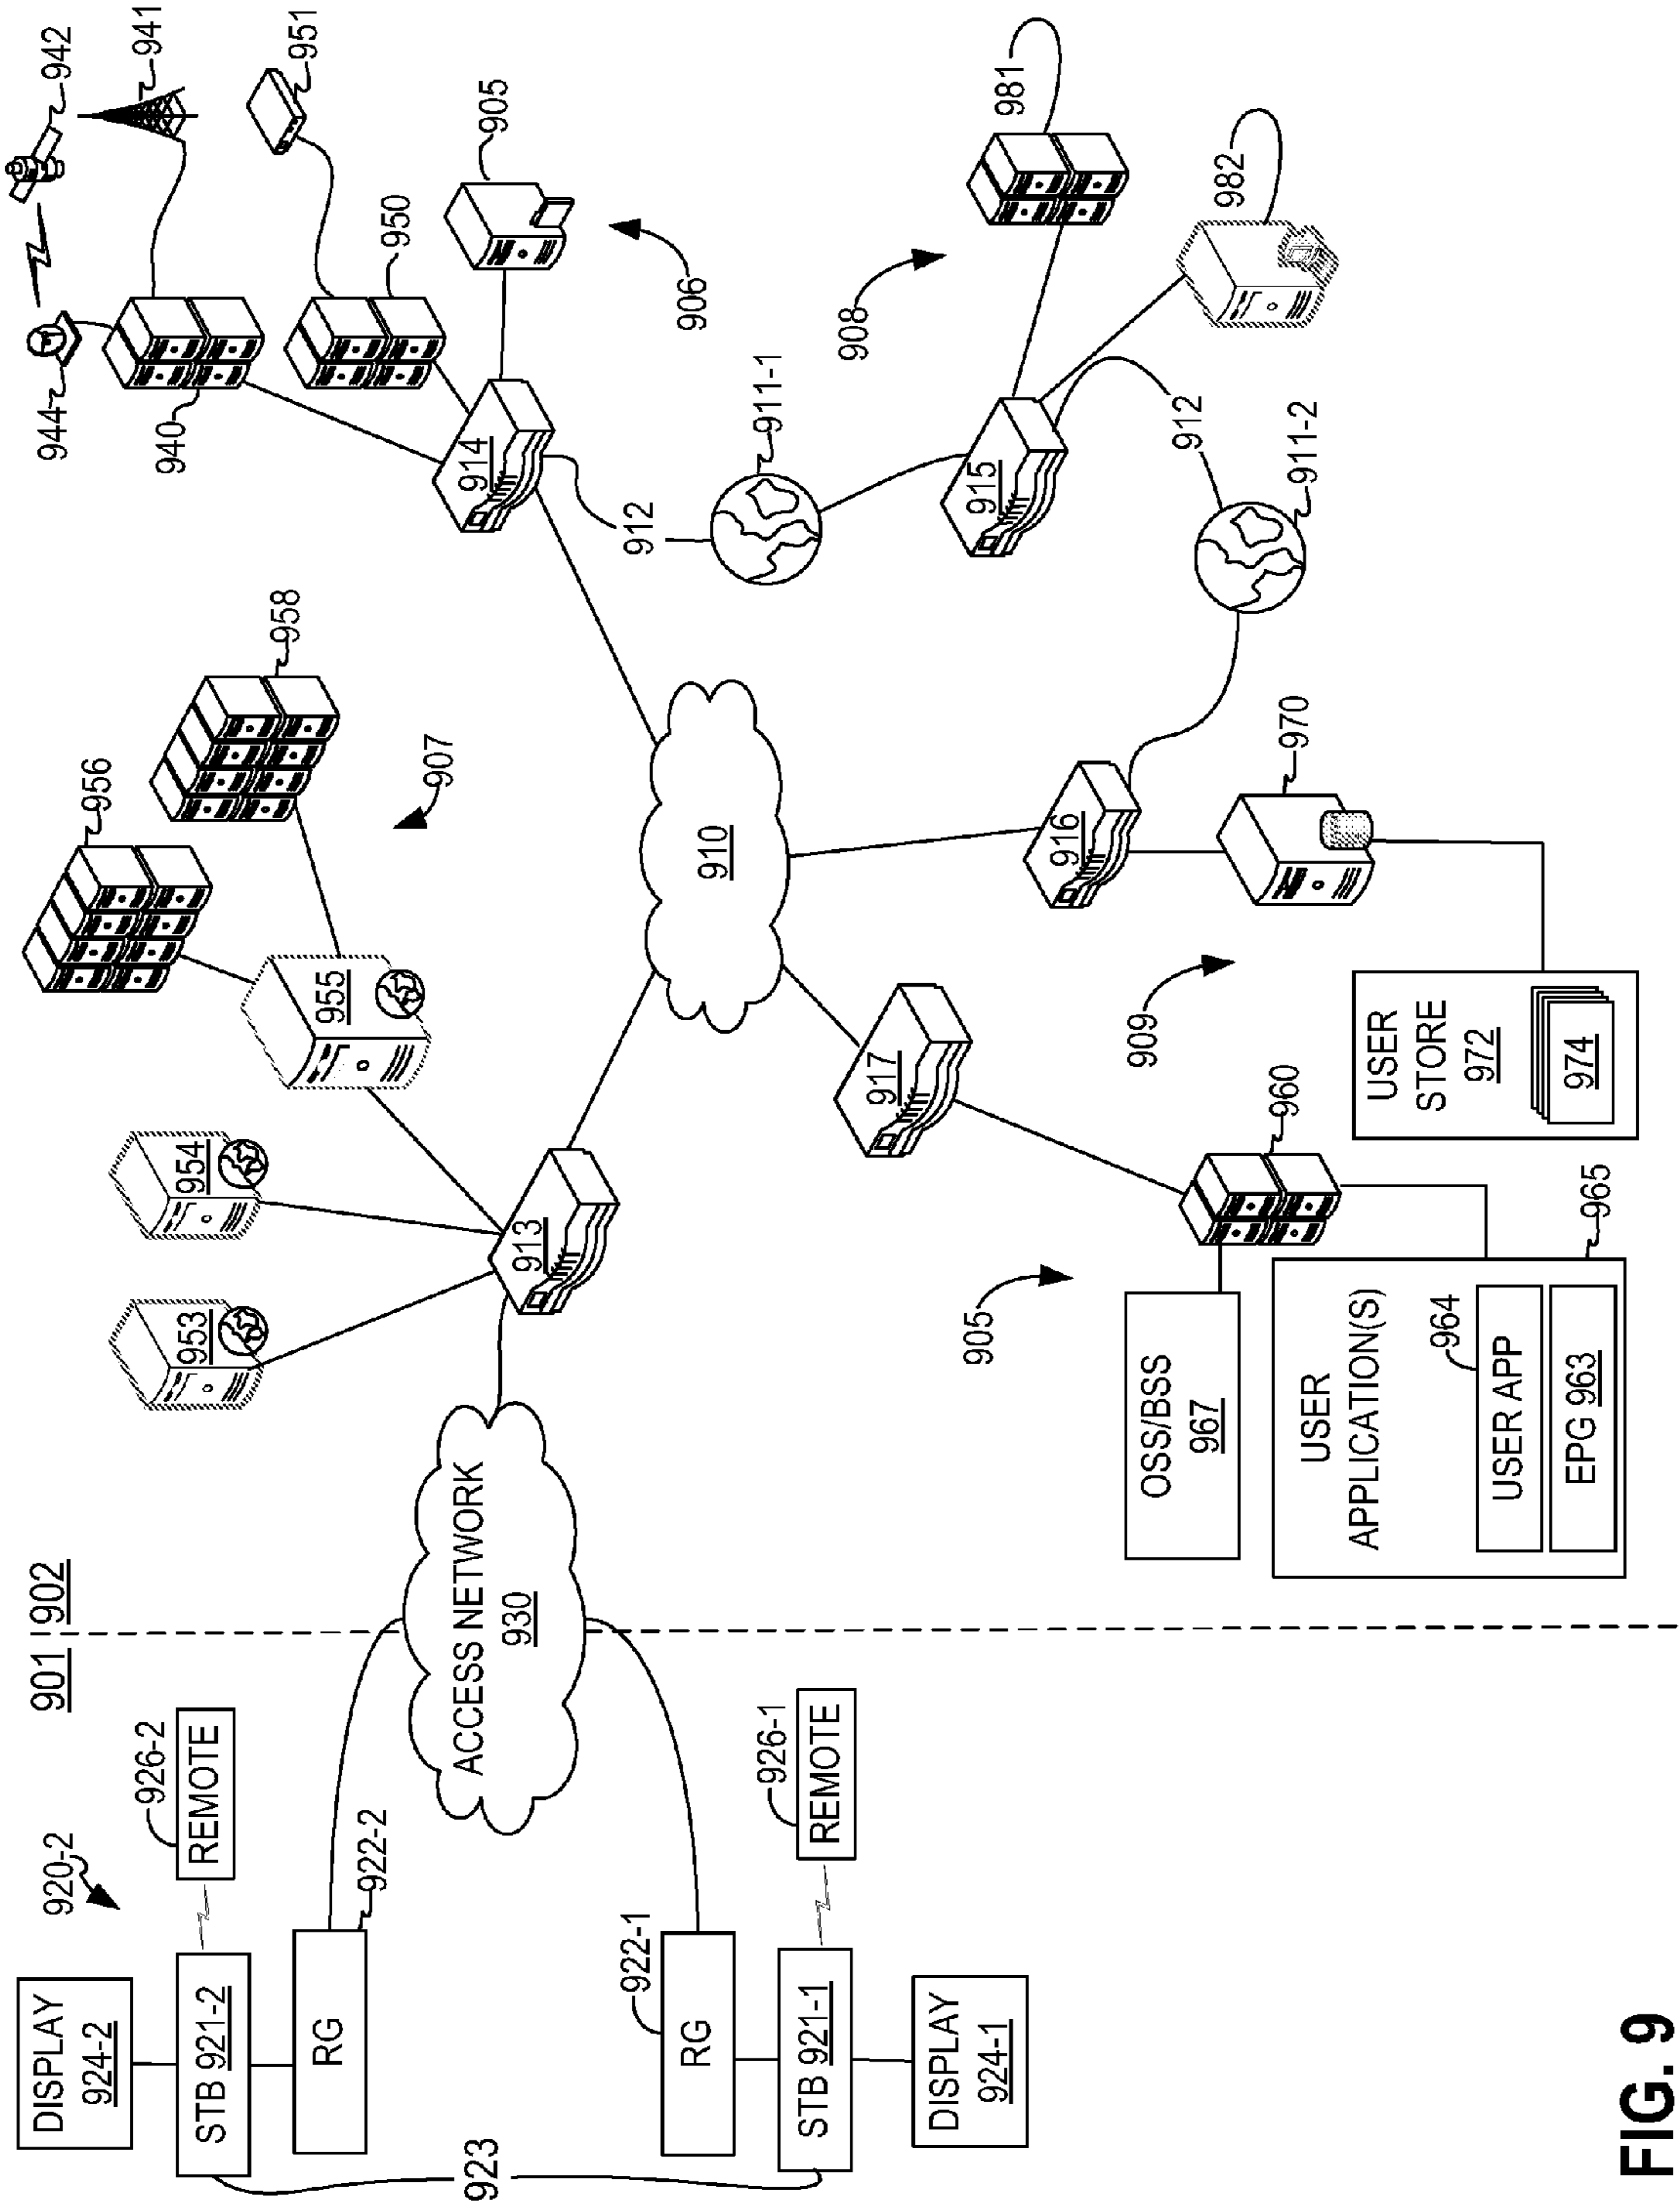 901
902
920-2
DISPLAY
924-2
926-2
STB 921-2
REMOTE
RG
922-2
923
922-1
RG
926-1
STB 921-1
REMOTE
DISPLAY
924-1
ACCESS NETWORK
930
953
954
955
956
958
907
913
910
942
941
944
940
951
950
905
914
906
912
911-1
908
981
982
915
912
911-2
916
970
909
USER
STORE
972
974
917
960
905
OSS/BSS
967
USER
APPLICATION(S)
965
964
USER APP
EPG 963
FIG. 9